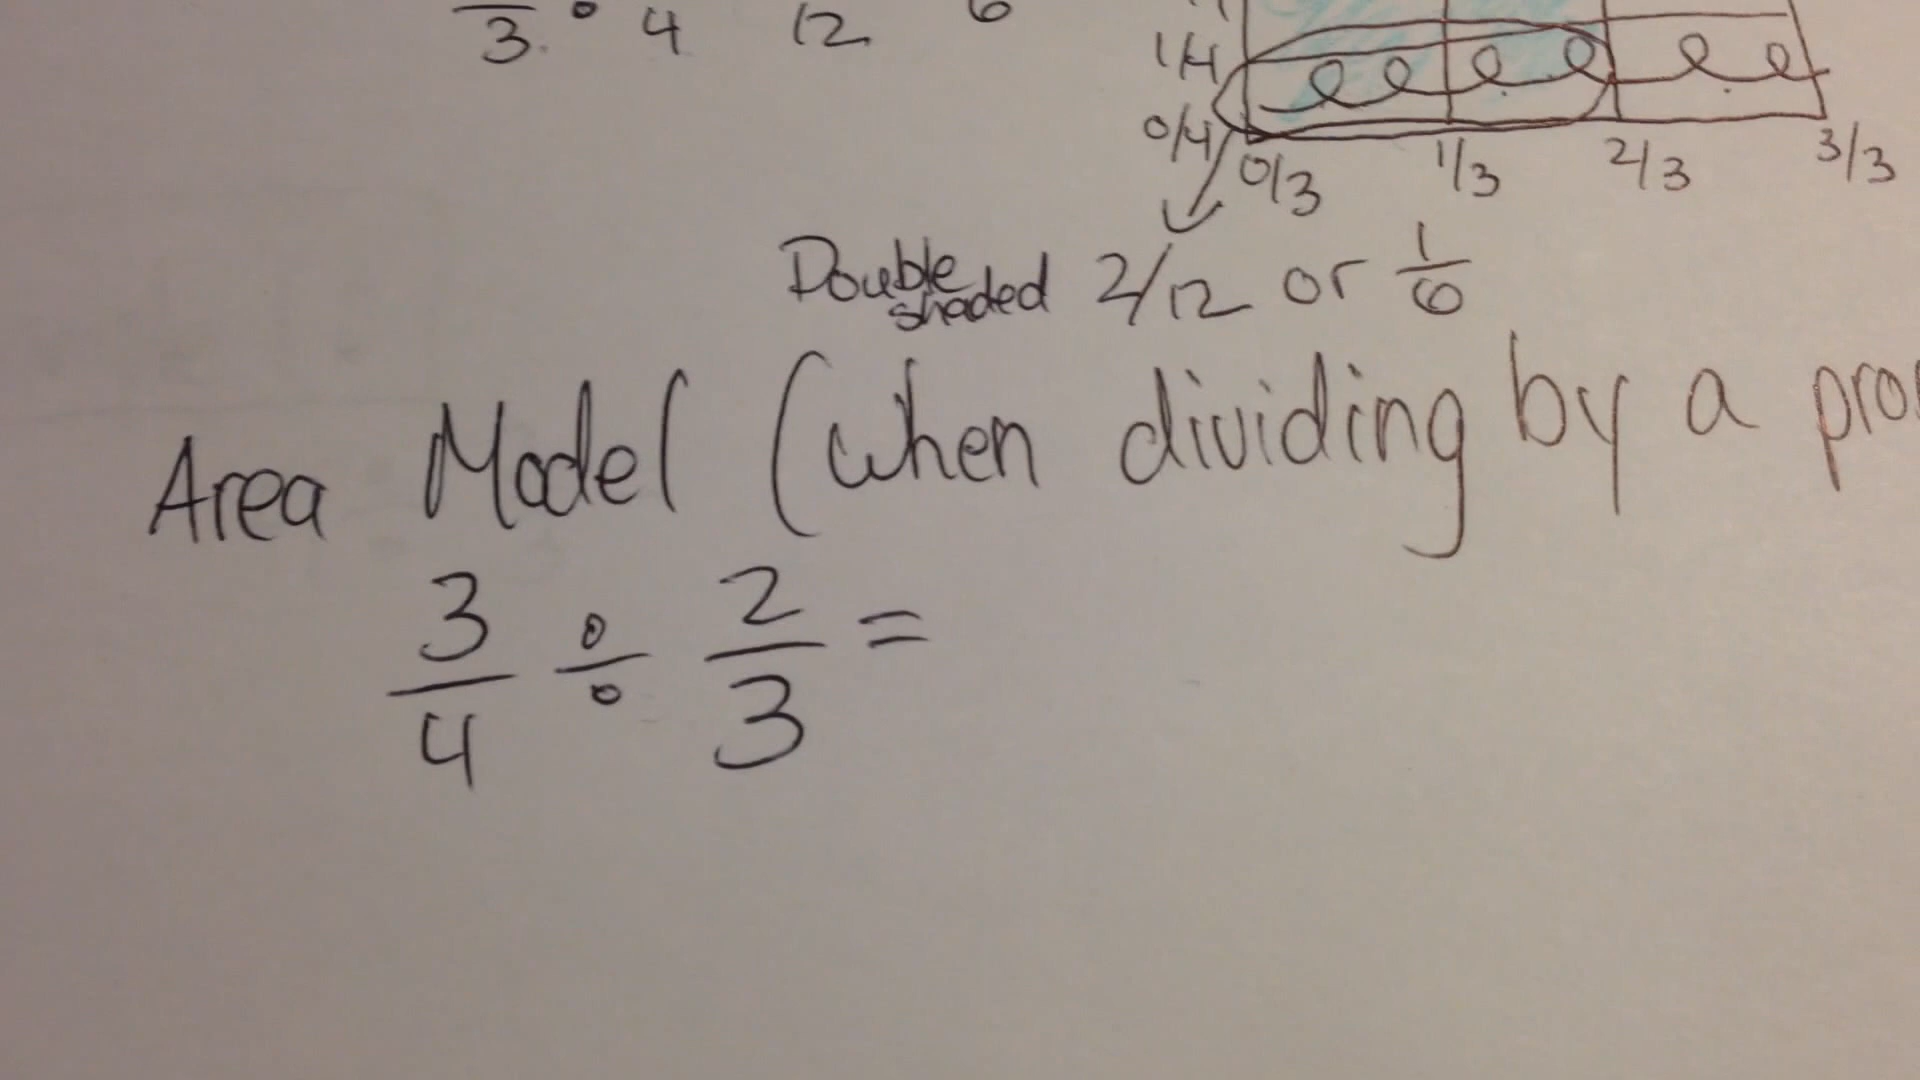 3 4 12 6
1/4
0/4
0/3 1/3 2/3 3/3
Double shaded 2/12 or 1/6
Area Model (when dividing by a
3/4 ÷ 2/3 =